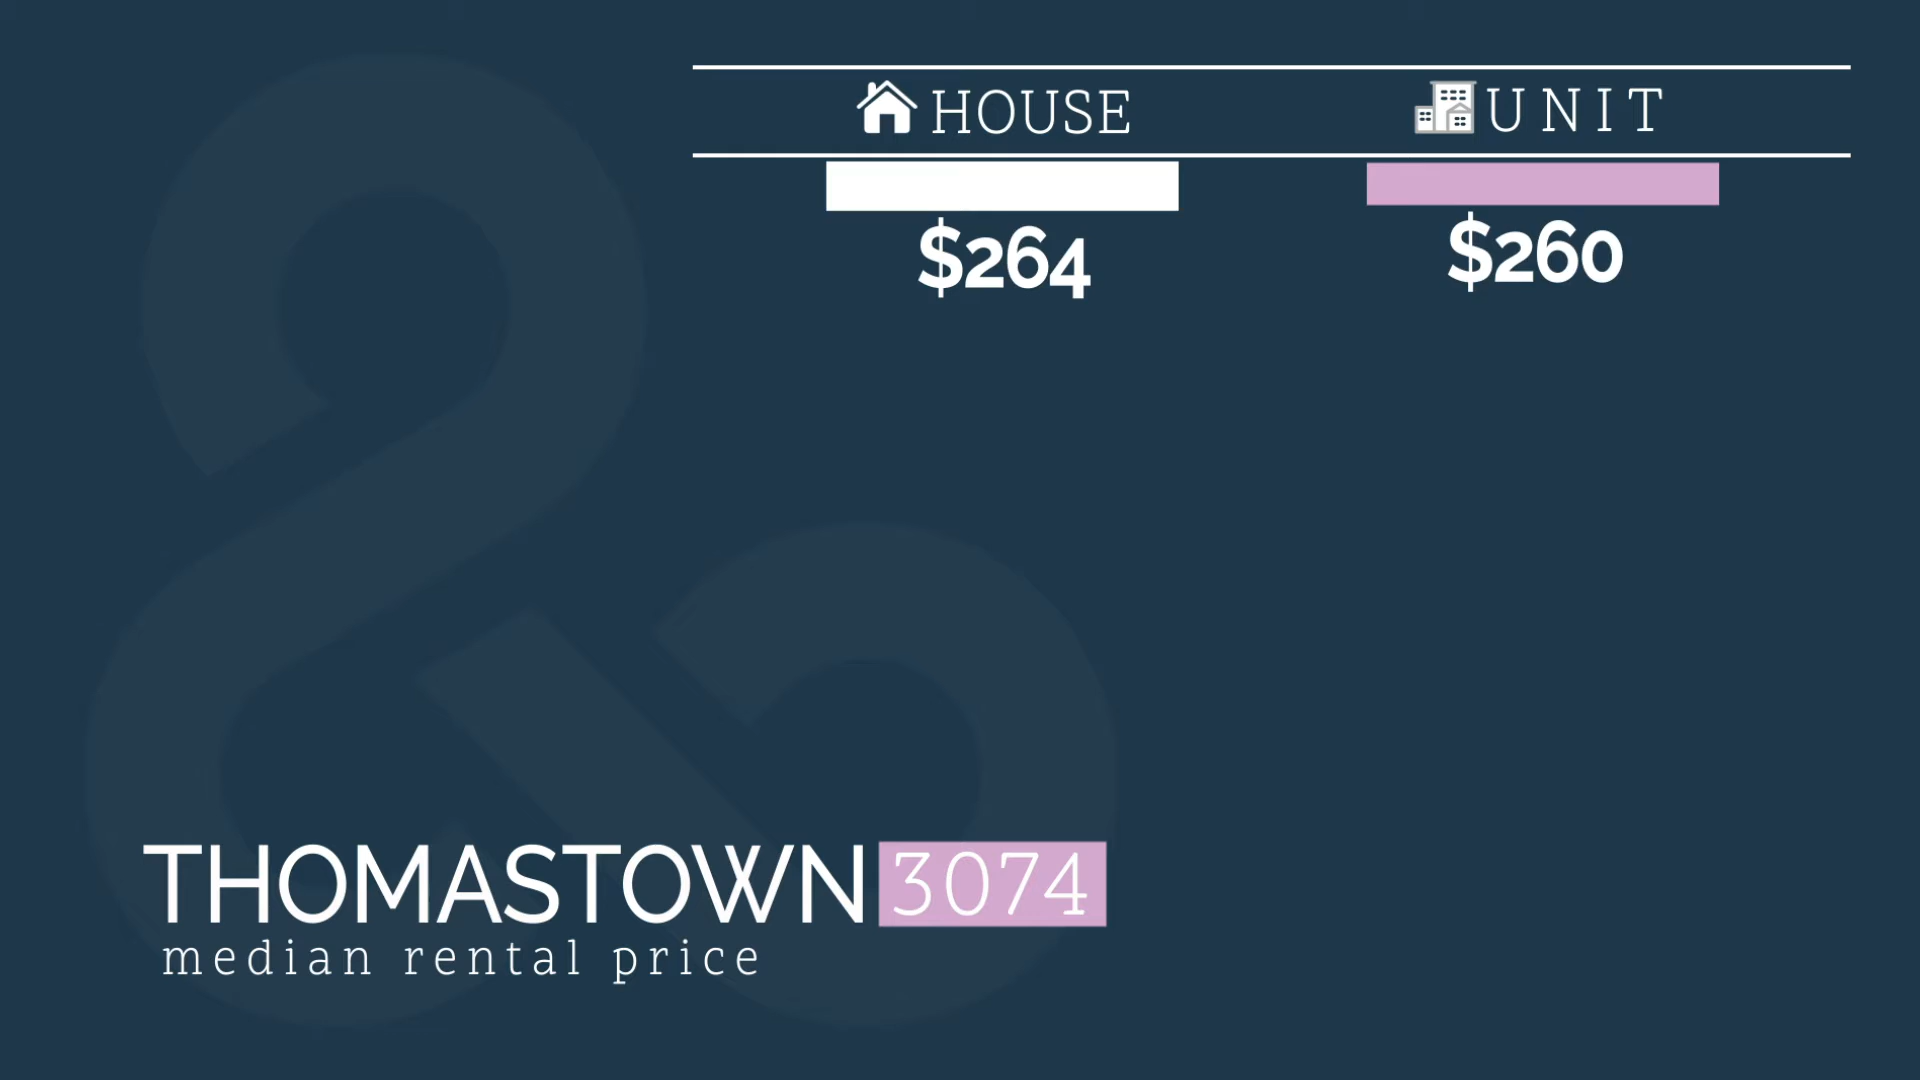 HOUSE
UNIT
$264
$260
THOMASTOWN 3074
median rental price